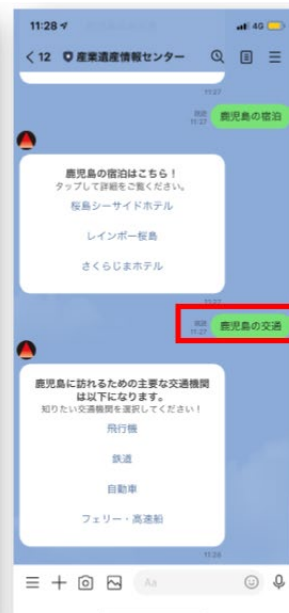 11:28
4G
12 産業遺産情報センター
11:27
既読
11:27
鹿児島の宿泊
鹿児島の宿泊はこちら！
タップして詳細をご覧ください。
桜島シーサイドホテル
レインボー桜島
さくらじまホテル
11:27
既読
11:27
鹿児島の交通
鹿児島に訪れるための主要な交通機関
は以下になります。
知りたい交通機関を選択してください！
飛行機
鉄道
自動車
フェリー・高速船
11:28
Aa